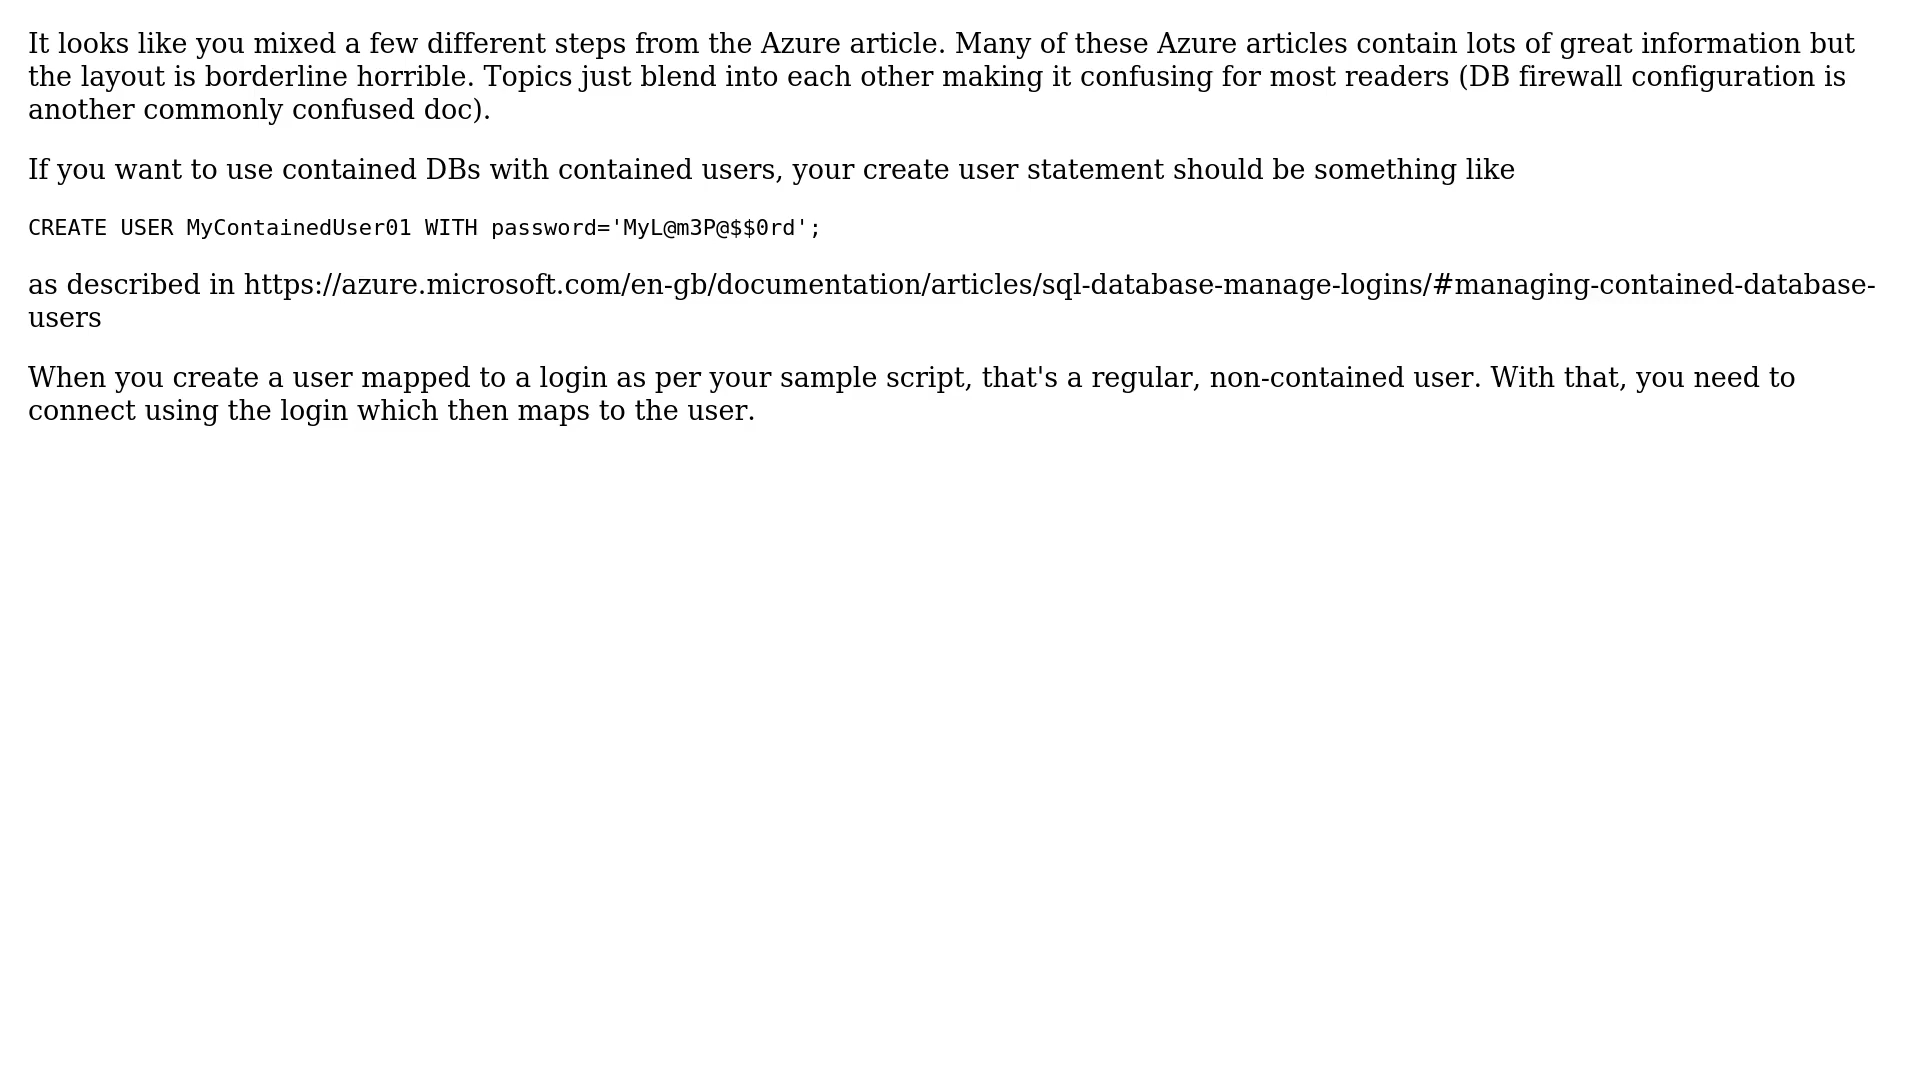 It looks like you mixed a few different steps from the Azure article. Many of these Azure articles contain lots of great information but
the layout is borderline horrible. Topics just blend into each other making it confusing for most readers (DB firewall configuration is
another commonly confused doc).
If you want to use contained DBs with contained users, your create user statement should be something like
CREATE USER MyContainedUser01 WITH password='MyL@m3P@$$0rd';
as described in https://azure.microsoft.com/en-gb/documentation/articles/sql-database-manage-logins/#managing-contained-database-
users
When you create a user mapped to a login as per your sample script, that's a regular, non-contained user. With that, you need to
connect using the login which then maps to the user.